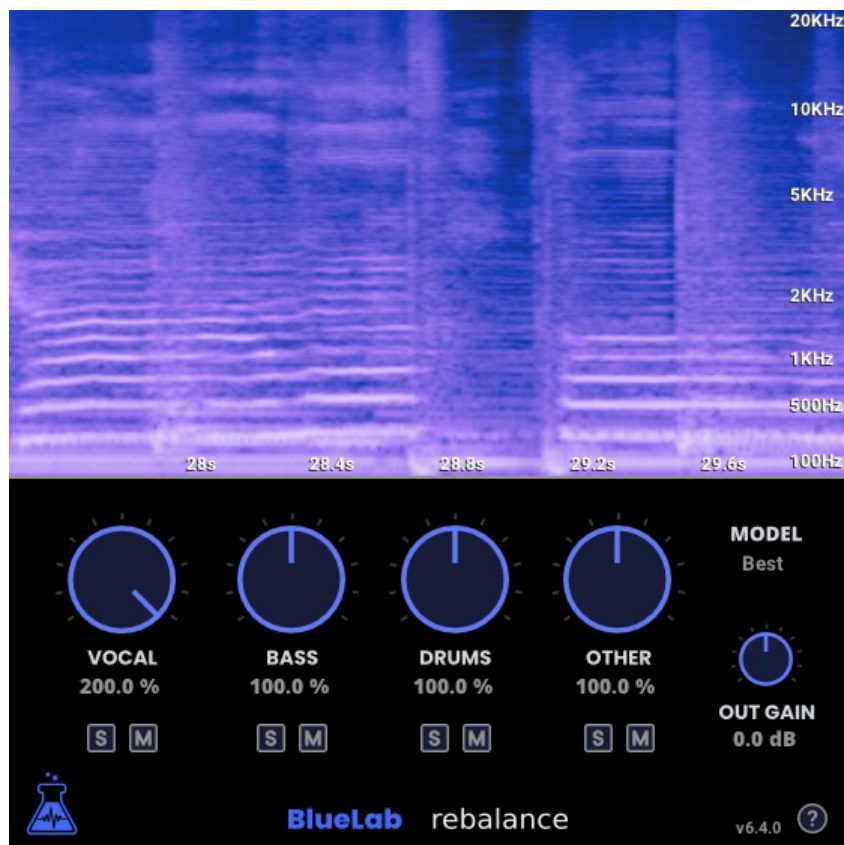 20KHz
10KHz
5KHz
2KHz
1KHz
500Hz
28s 28.4s 28.8s 29.2s 29.6s 100Hz
MODEL
Best
VOCAL BASS DRUMS OTHER
200.0 % 100.0 % 100.0 % 100.0 %
S M S M S M S M
OUT GAIN
0.0 dB
BlueLab rebalance
v6.4.0 ?